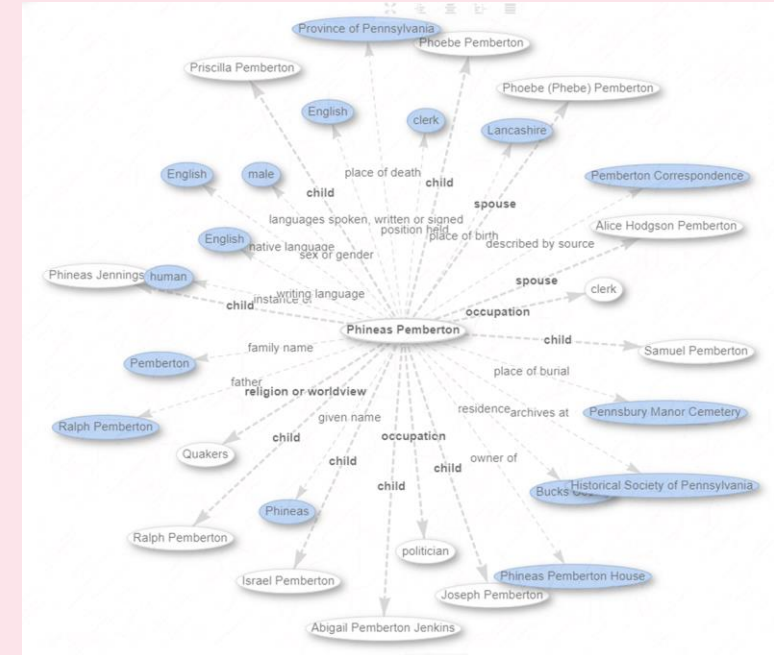 Province of Pennsylvania
Phoebe Pemberton
Priscilla Pemberton
Phoebe (Phebe) Pemberton
English
clerk
Lancashire
place of death
English
male
child
Pemberton Correspondence
child
spouse
languages spoken, written or signed
Alice Hodgson Pemberton
position held
place of birth
English
native language
described by source
sex or gender
Phineas Jennings
human
spouse
clerk
writing language
child
occupation
Phineas Pemberton
child
family name
Samuel Pemberton
Pemberton
place of burial
father
religion or worldview
residence
archives at
Pennsbury Manor Cemetery
given name
Ralph Pemberton
child
occupation
Quakers
child
child
owner of
child
Bucks
Historical Society of Pennsylvania
Phineas
Ralph Pemberton
politician
Israel Pemberton
Phineas Pemberton House
Joseph Pemberton
Abigail Pemberton Jenkins